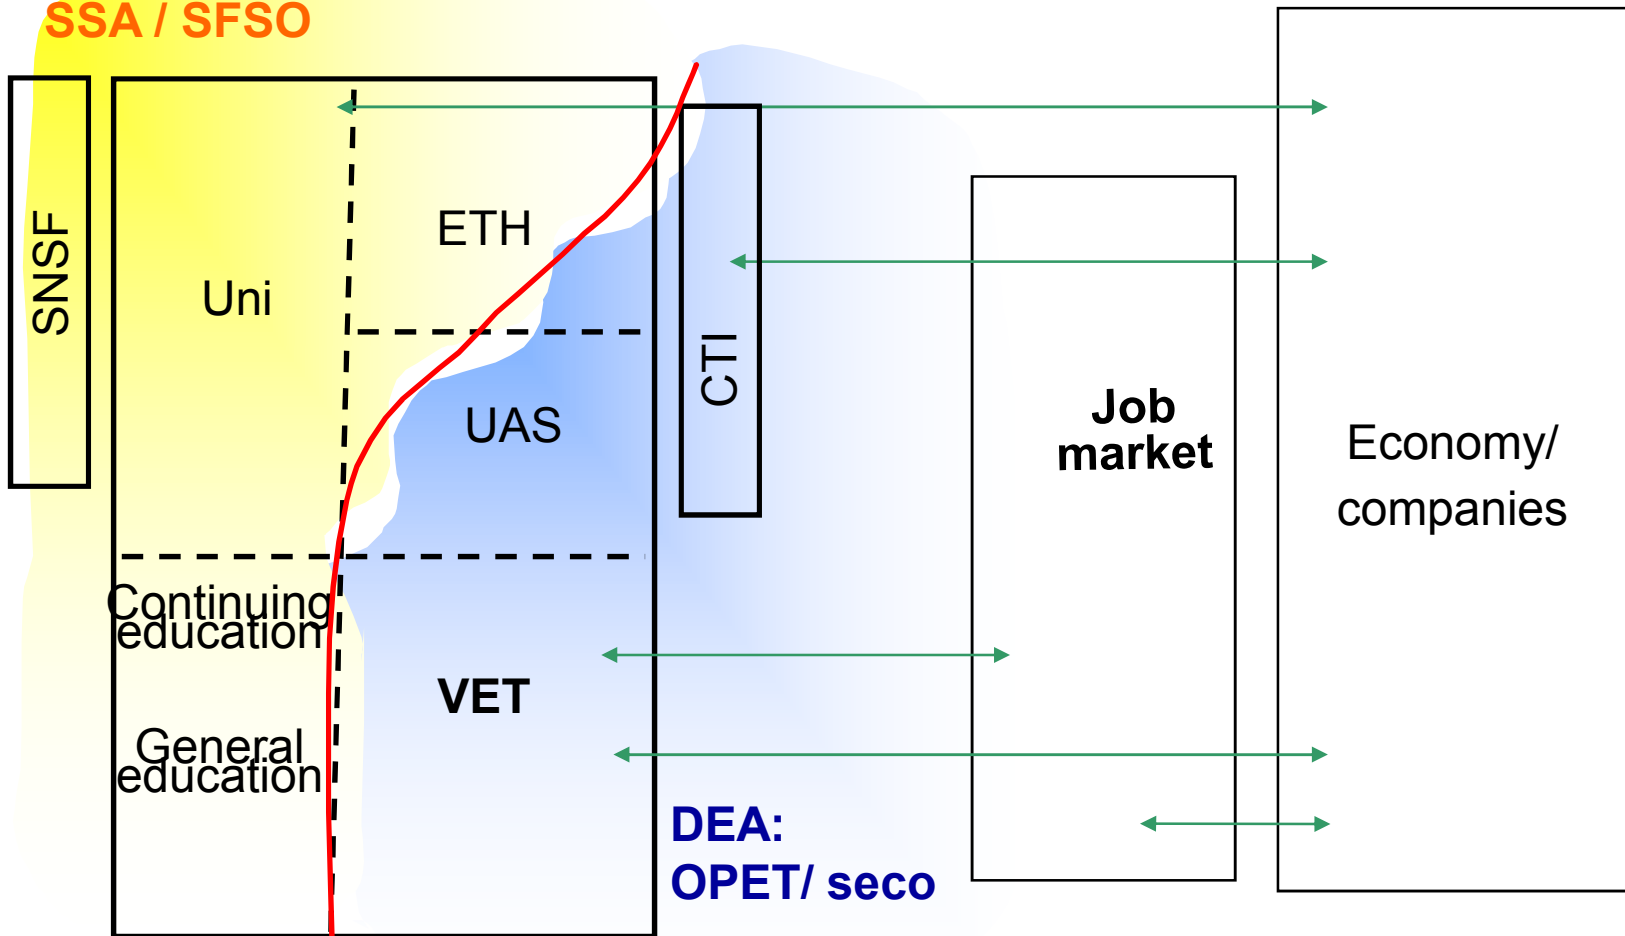 SSA / SFSO
SNSF
Uni
ETH
UAS
CTI
Job
market
Economy/
companies
Continuing
education
VET
General
education
DEA:
OPET/ seco